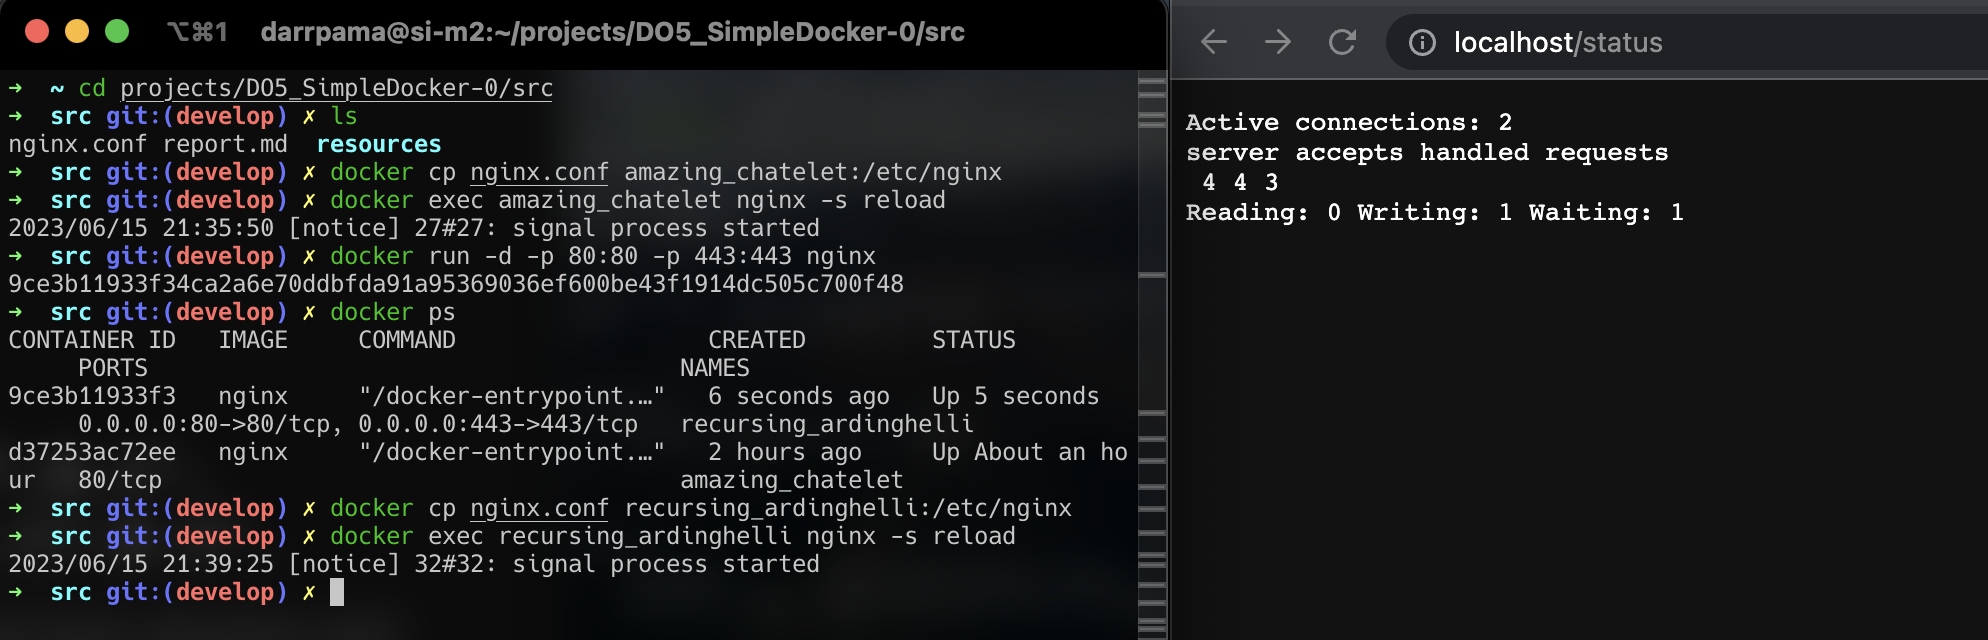 ⌥⌘1 darrpama@si-m2:~/projects/DO5_SimpleDocker-0/src
➜ ~ cd projects/DO5_SimpleDocker-0/src
➜ src git:(develop) ✗ ls
nginx.conf report.md resources
➜ src git:(develop) ✗ docker cp nginx.conf amazing_chatelet:/etc/nginx
➜ src git:(develop) ✗ docker exec amazing_chatelet nginx -s reload
2023/06/15 21:35:50 [notice] 27#27: signal process started
➜ src git:(develop) ✗ docker run -d -p 80:80 -p 443:443 nginx
9ce3b11933f34ca2a6e70ddbfda91a95369036ef600be43f1914dc505c700f48
➜ src git:(develop) ✗ docker ps
CONTAINER ID IMAGE COMMAND CREATED STATUS
PORTS NAMES
9ce3b11933f3 nginx "/docker-entrypoint.…" 6 seconds ago Up 5 seconds
0.0.0.0:80->80/tcp, 0.0.0.0:443->443/tcp recursing_ardinghelli
d37253ac72ee nginx "/docker-entrypoint.…" 2 hours ago Up About an ho
ur 80/tcp amazing_chatelet
➜ src git:(develop) ✗ docker cp nginx.conf recursing_ardinghelli:/etc/nginx
➜ src git:(develop) ✗ docker exec recursing_ardinghelli nginx -s reload
2023/06/15 21:39:25 [notice] 32#32: signal process started
➜ src git:(develop) ✗
localhost/status
Active connections: 2
server accepts handled requests
4 4 3
Reading: 0 Writing: 1 Waiting: 1